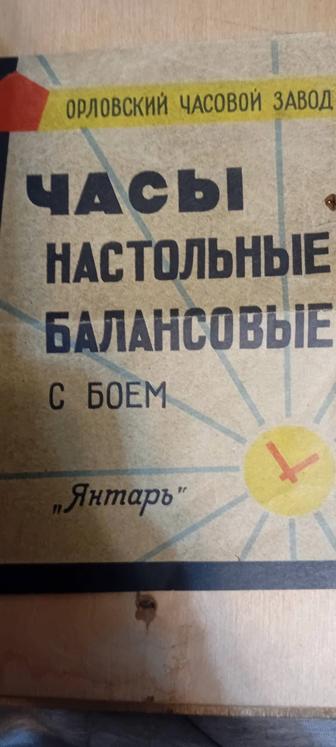 ОРЛОВСКИЙ ЧАСОВОЙ ЗАВОД
ЧАСЫ
НАСТОЛЬНЫЕ
БАЛАНСОВЫЕ
С БОЕМ
„Янтарь"